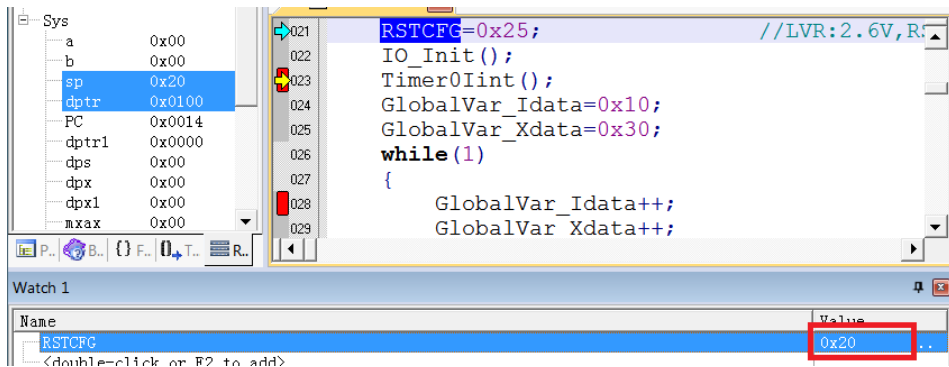 Sys
a 0x00
b 0x00
sp 0x20
dptr 0x0100
PC 0x0014
dptr1 0x0000
dps 0x00
dpx 0x00
dpx1 0x00
mxax 0x00
P.. B.. {} F.. 0 T.. R..
021 RSTCFG=0x25; //LVR:2.6V,RS
022 IO_Init();
023 Timer0Iint();
024 GlobalVar_Idata=0x10;
025 GlobalVar_Xdata=0x30;
026 while(1)
027 {
028 GlobalVar_Idata++;
029 GlobalVar_Xdata++;
Watch 1
Name Value
RSTCFG 0x20 ..
<double-click or F2 to add>